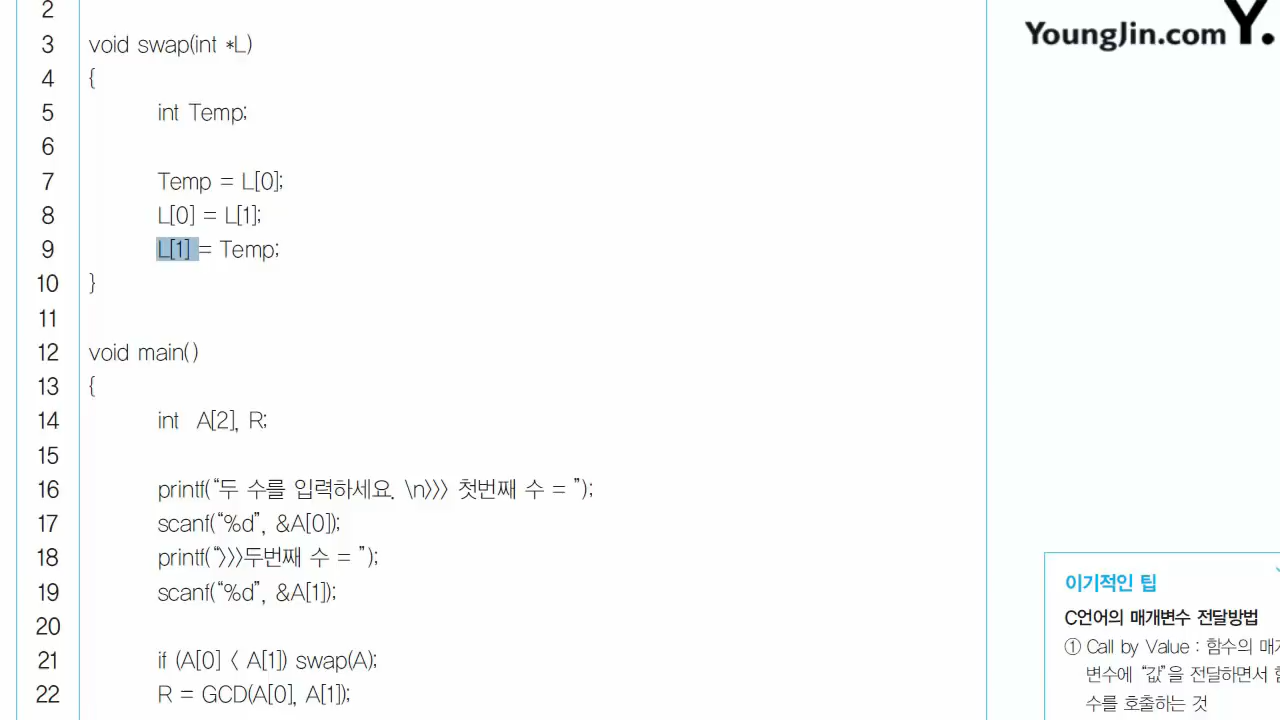 2
3 void swap(int *L)
4 {
5 int Temp;
6
7 Temp = L[0];
8 L[0] = L[1];
9 L[1] = Temp;
10 }
11
12 void main()
13 {
14 int A[2], R;
15
16 printf(“두 수를 입력하세요. \n>>> 첫번째 수 = ”);
17 scanf(“%d”, &A[0]);
18 printf(“>>>두번째 수 = ”);
19 scanf(“%d”, &A[1]);
20
21 if (A[0] < A[1]) swap(A);
22 R = GCD(A[0], A[1]);
YoungJin.com Y.
이기적인 팁
C언어의 매개변수 전달방법
① Call by Value : 함수의 매개
변수에 “값”을 전달하면서 함
수를 호출하는 것